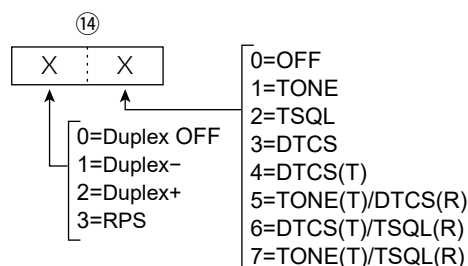 ⑭
X X
0=OFF
1=TONE
2=TSQL
3=DTCS
4=DTCS(T)
5=TONE(T)/DTCS(R)
6=DTCS(T)/TSQL(R)
7=TONE(T)/TSQL(R)
0=Duplex OFF
1=Duplex−
2=Duplex+
3=RPS